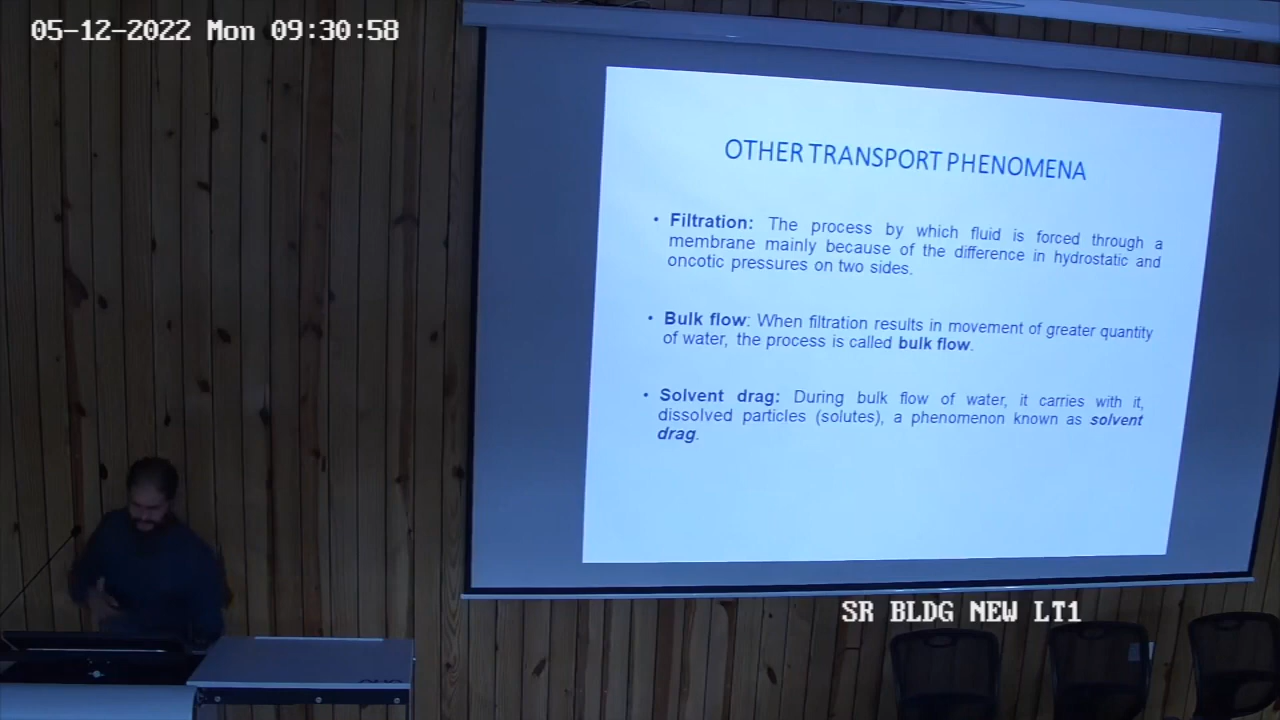 05-12-2022 Mon 09:30:58
OTHER TRANSPORT PHENOMENA
• Filtration: The process by which fluid is forced through a
membrane mainly because of the difference in hydrostatic and
oncotic pressures on two sides.
• Bulk flow: When filtration results in movement of greater quantity
of water, the process is called bulk flow.
• Solvent drag: During bulk flow of water, it carries with it,
dissolved particles (solutes), a phenomenon known as solvent
drag.
SR BLDG NEW LT1